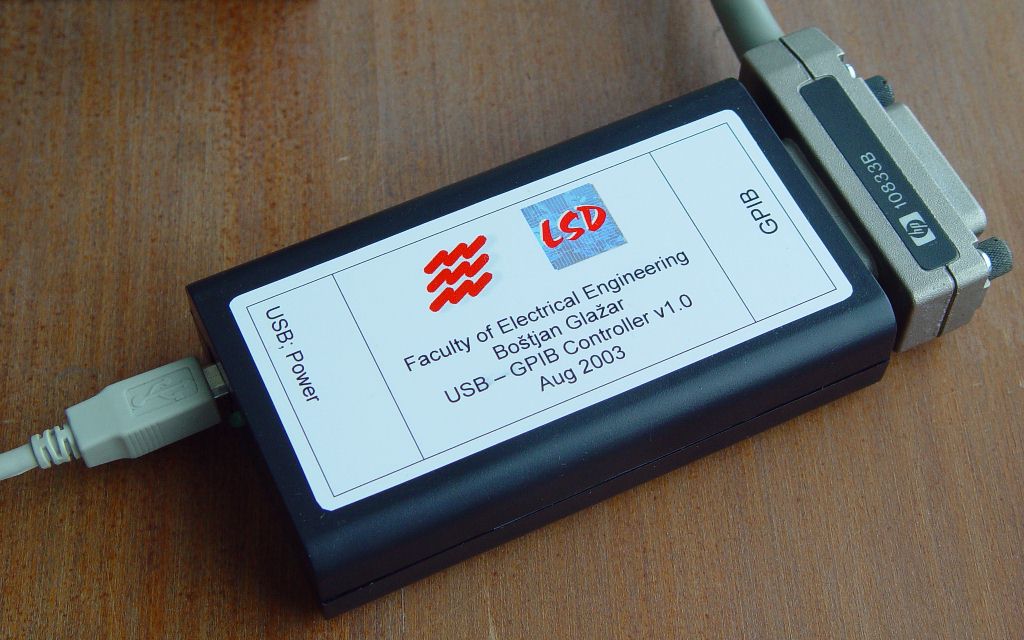 USB; Power
LSD
Faculty of Electrical Engineering
Boštjan Glažar
USB – GPIB Controller v1.0
Aug 2003
GPIB
hp 10833B